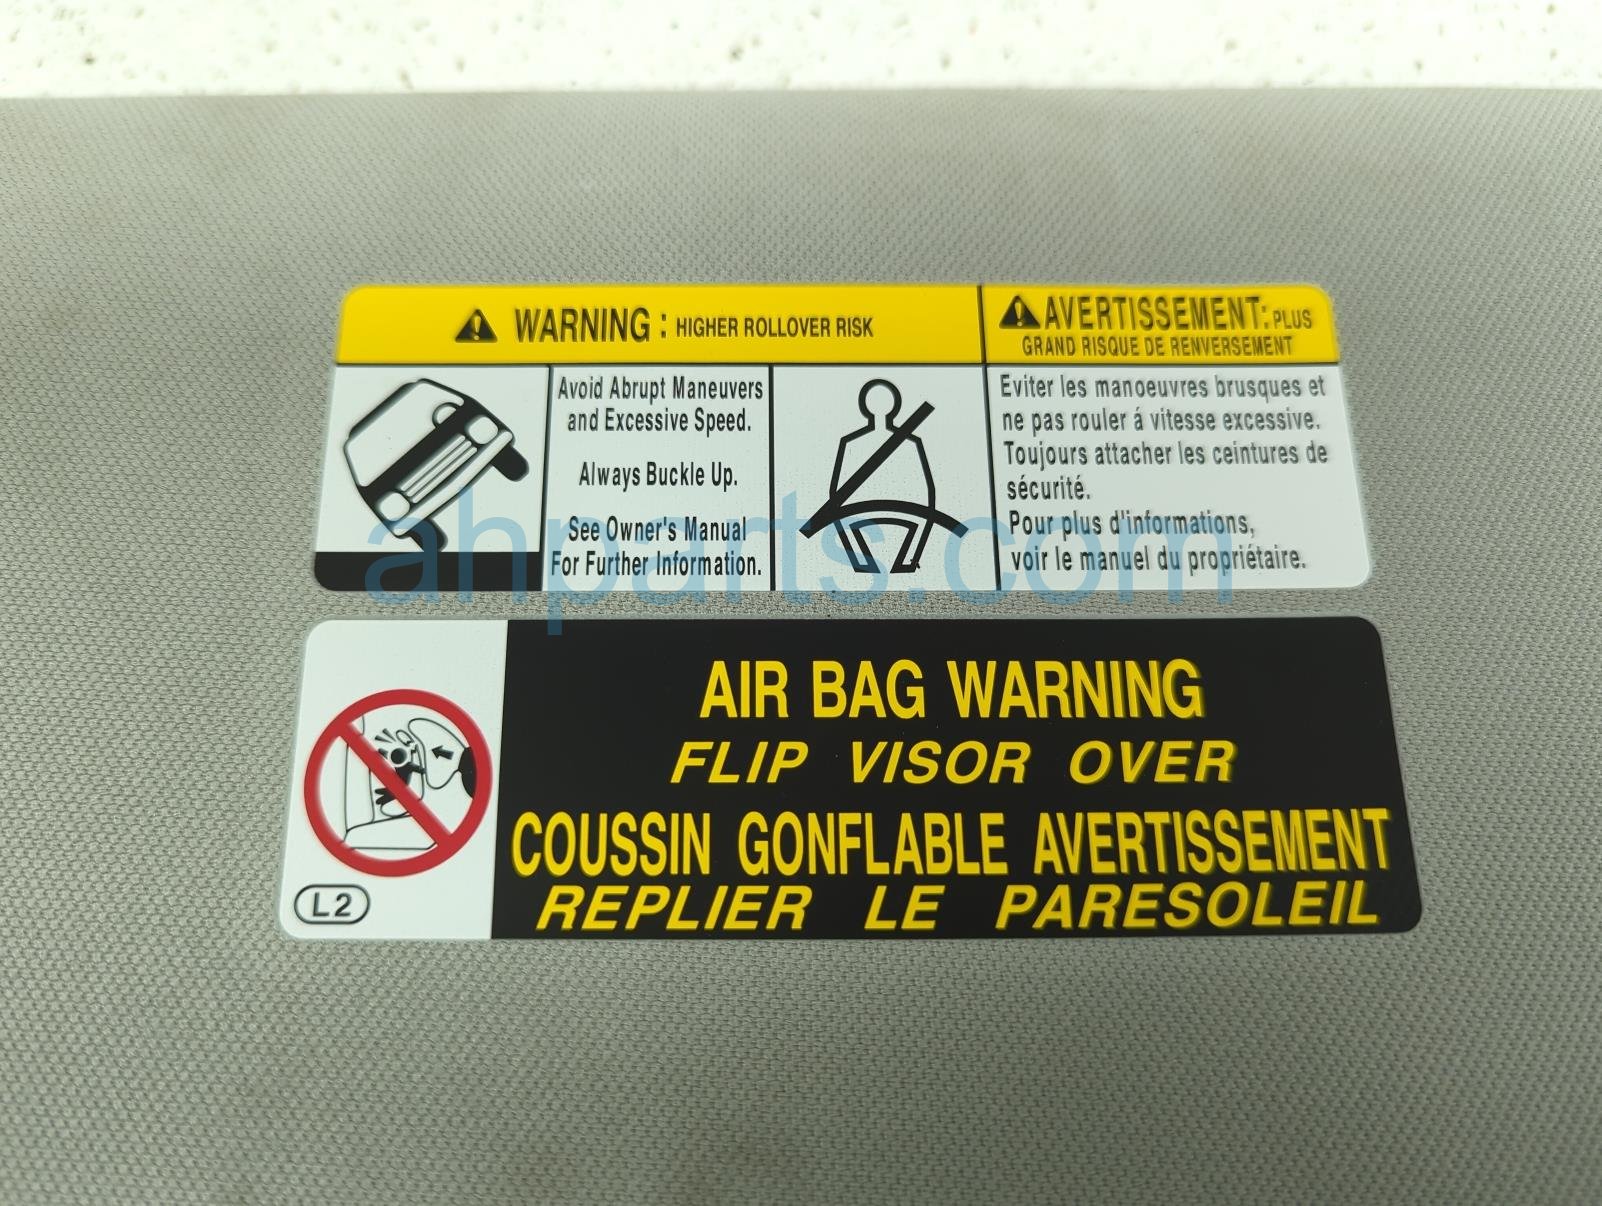 WARNING : HIGHER ROLLOVER RISK
Avoid Abrupt Maneuvers
and Excessive Speed.
Always Buckle Up.
See Owner's Manual
For Further Information.
AVERTISSEMENT: PLUS
GRAND RISQUE DE RENVERSEMENT
Eviter les manoeuvres brusques et
ne pas rouler á vitesse excessive.
Toujours attacher les ceintures de
sécurité.
Pour plus d'informations,
voir le manuel du propriétaire.
ahparts.com
AIR BAG WARNING
FLIP VISOR OVER
COUSSIN GONFLABLE AVERTISSEMENT
REPLIER LE PARESOLEIL
L2